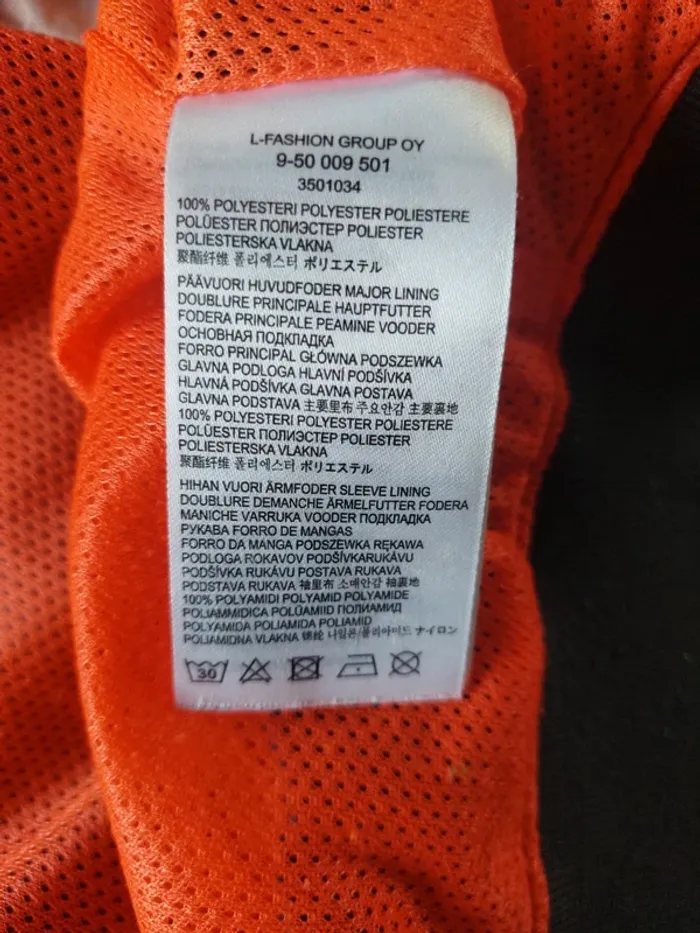 L-FASHION GROUP OY
9-50 009 501
3501034
100% POLYESTERI POLYESTER POLIESTERE
POLÜESTER ПОЛИЭСТЕР POLIESTER
POLIESTERSKA VLAKNA
聚酯纤维 폴리에스터 ポリエステル
PÄÄVUORI HUVUDFODER MAJOR LINING
DOUBLURE PRINCIPALE HAUPTFUTTER
FODERA PRINCIPALE PEAMINE VOODER
ОСНОВНАЯ ПОДКЛАДКА
FORRO PRINCIPAL GŁÓWNA PODSZEWKA
GLAVNA PODLOGA HLAVNÍ PODŠÍVKA
HLAVNÁ PODŠÍVKA GLAVNA POSTAVA
GLAVNA PODSTAVA 主要里布 주요안감 主要裏地
100% POLYESTERI POLYESTER POLIESTERE
POLÜESTER ПОЛИЭСТЕР POLIESTER
POLIESTERSKA VLAKNA
聚酯纤维 폴리에스터 ポリエステル
HIHAN VUORI ÄRMFODER SLEEVE LINING
DOUBLURE DEMANCHE ÄRMELFUTTER FODERA
MANICHE VARRUKA VOODER ПОДКЛАДКА
РУКАВА FORRO DE MANGAS
FORRO DA MANGA PODSZEWKA RĘKAWA
PODLOGA ROKAVOV PODŠÍVKARUKÁVU
PODŠÍVKA RUKÁVU POSTAVA RUKAVA
PODSTAVA RUKAVA 袖里布 소매안감 袖裏地
100% POLYAMIDI POLYAMID POLYAMIDE
POLIAMMIDICA POLÜAMIID ПОЛИАМИД
POLYAMIDA POLIAMIDA POLIAMID
POLIAMIDNA VLAKNA 锦纶 나일론/폴리아미드 ナイロン
30